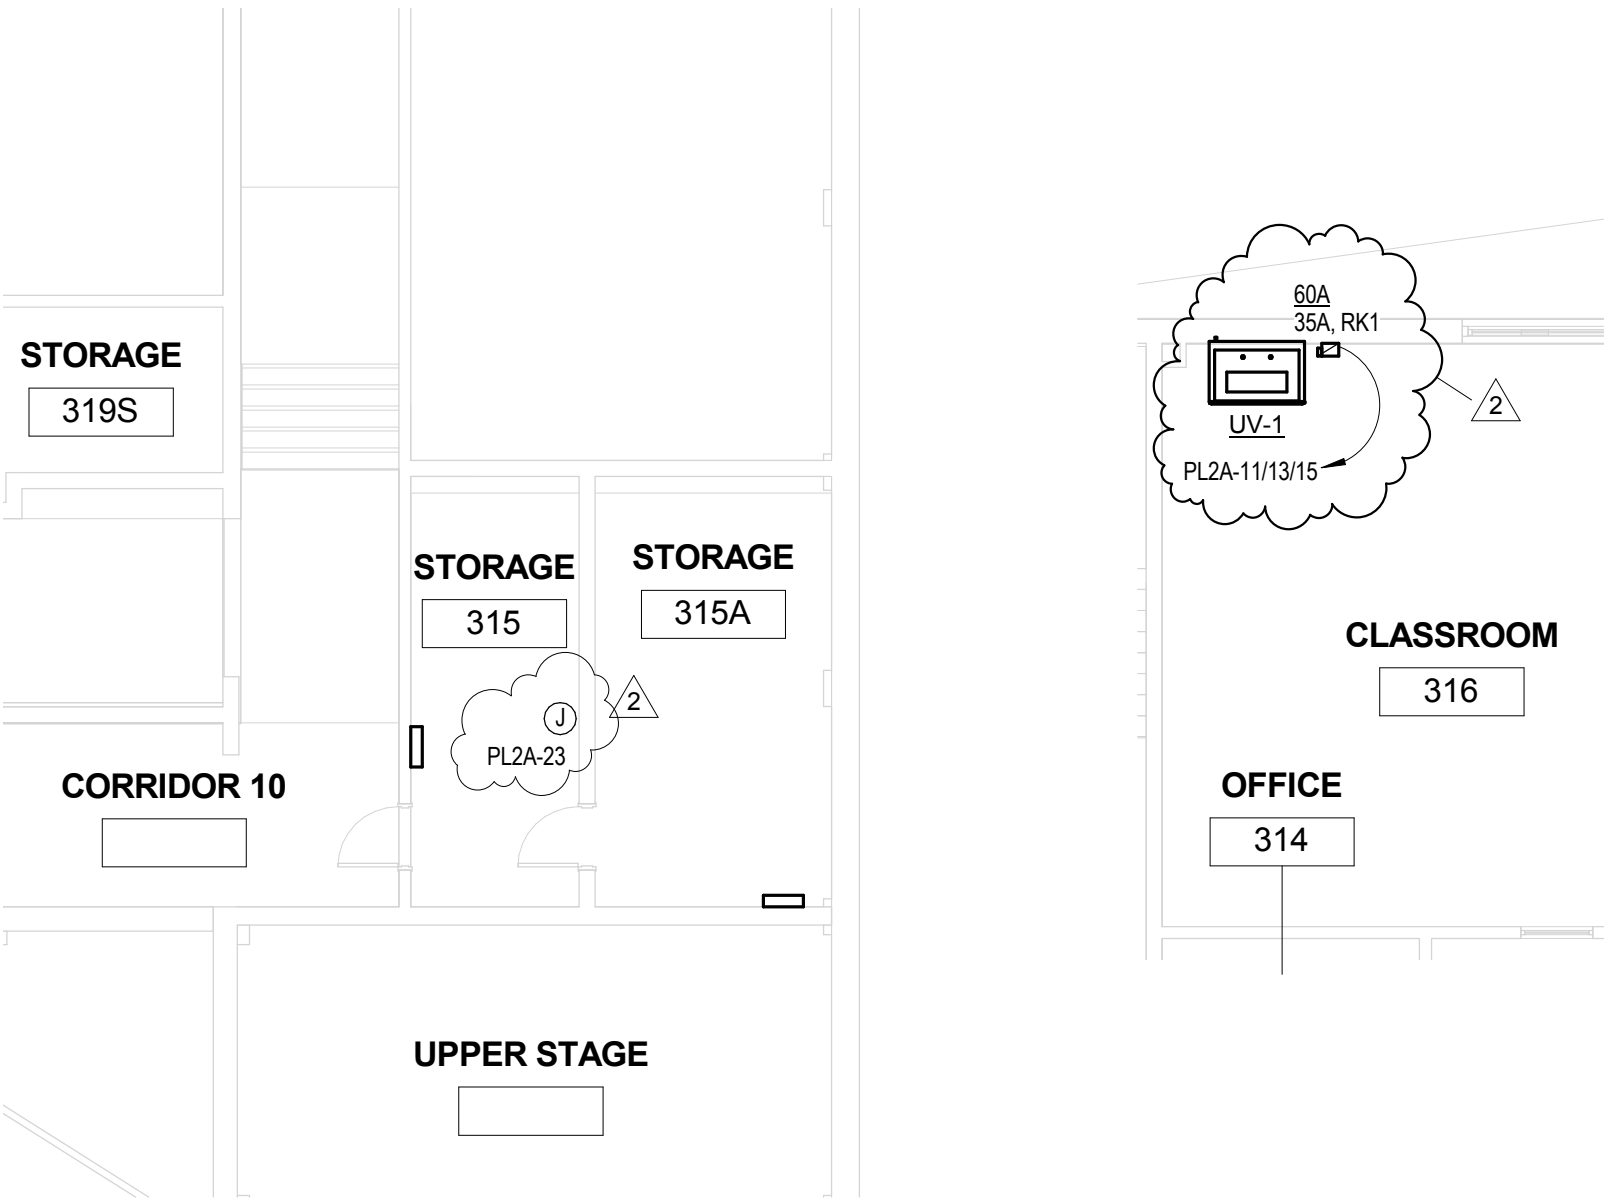 60A
35A, RK1
STORAGE
319S
2
UV-1
PL2A-11/13/15
STORAGE
315
STORAGE
315A
CLASSROOM
316
2
J
PL2A-23
CORRIDOR 10
OFFICE
314
UPPER STAGE